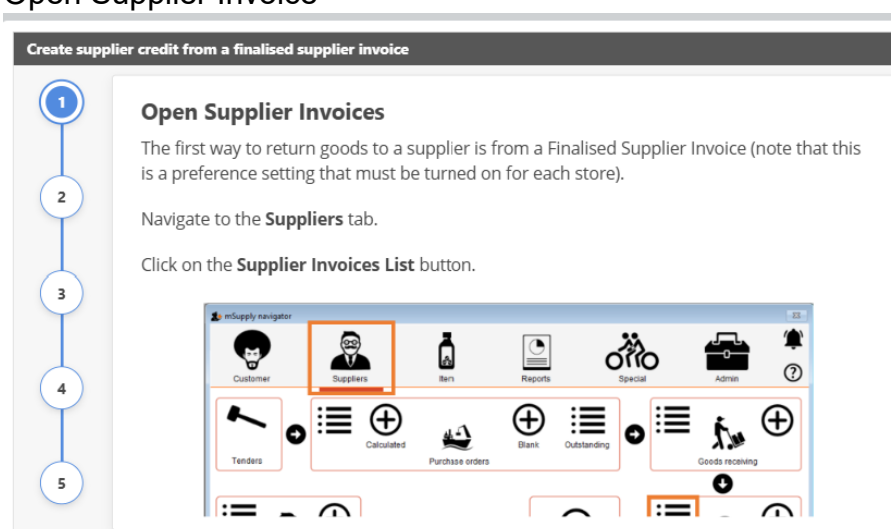 Open Supplier Invoice
Create supplier credit from a finalised supplier invoice
1
2
3
4
5
Open Supplier Invoices
The first way to return goods to a supplier is from a Finalised Supplier Invoice (note that this
is a preference setting that must be turned on for each store).
Navigate to the Suppliers tab.
Click on the Supplier Invoices List button.
mSupply navigator
Customer
Suppliers
Item
Reports
Special
Admin
Tenders
Calculated
Purchase orders
Blank
Outstanding
Goods receiving